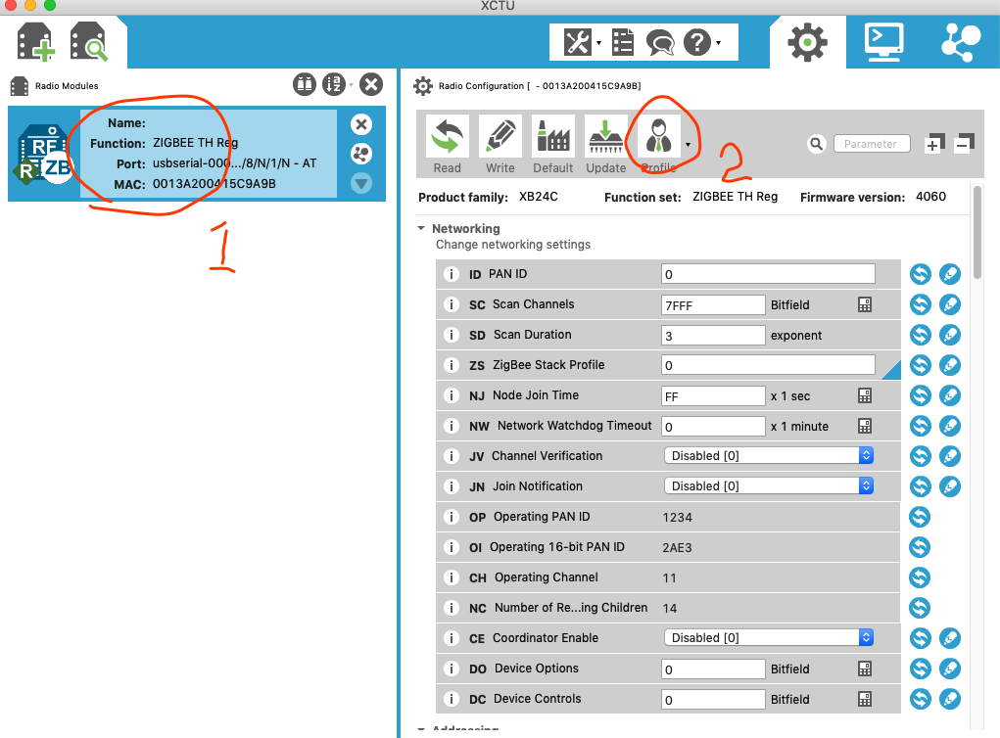 XCTU
Radio Modules
Radio Configuration [ - 0013A200415C9A9B]
RF
R
ZB
Name:
Function: ZIGBEE TH Reg
Port: usbserial-000.../8/N/1/N - AT
MAC: 0013A200415C9A9B
1
Read Write Default Update Profile
Parameter
2
Product family: XB24C Function set: ZIGBEE TH Reg Firmware version: 4060
Networking
Change networking settings
i ID PAN ID 0
i SC Scan Channels 7FFF Bitfield
i SD Scan Duration 3 exponent
i ZS ZigBee Stack Profile 0
i NJ Node Join Time FF x 1 sec
i NW Network Watchdog Timeout 0 x 1 minute
i JV Channel Verification Disabled [0]
i JN Join Notification Disabled [0]
i OP Operating PAN ID 1234
i OI Operating 16-bit PAN ID 2AE3
i CH Operating Channel 11
i NC Number of Re...ing Children 14
i CE Coordinator Enable Disabled [0]
i DO Device Options 0 Bitfield
i DC Device Controls 0 Bitfield
Addressing